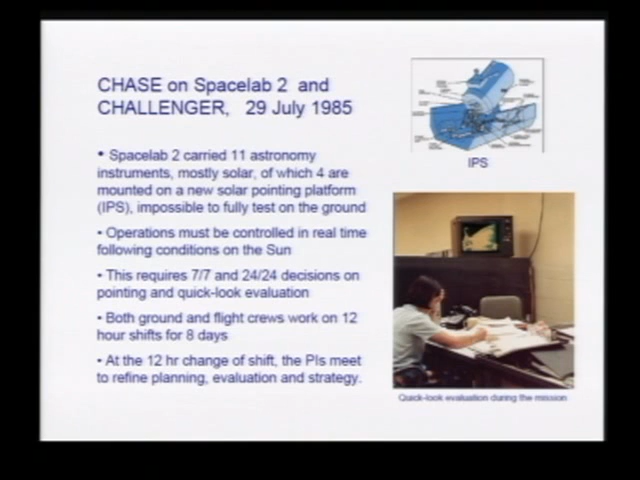 CHASE on Spacelab 2 and
CHALLENGER, 29 July 1985
• Spacelab 2 carried 11 astronomy
instruments, mostly solar, of which 4 are
mounted on a new solar pointing platform
(IPS), impossible to fully test on the ground
• Operations must be controlled in real time
following conditions on the Sun
• This requires 7/7 and 24/24 decisions on
pointing and quick-look evaluation
• Both ground and flight crews work on 12
hour shifts for 8 days
• At the 12 hr change of shift, the PIs meet
to refine planning, evaluation and strategy.
IPS
Quick-look evaluation during the mission